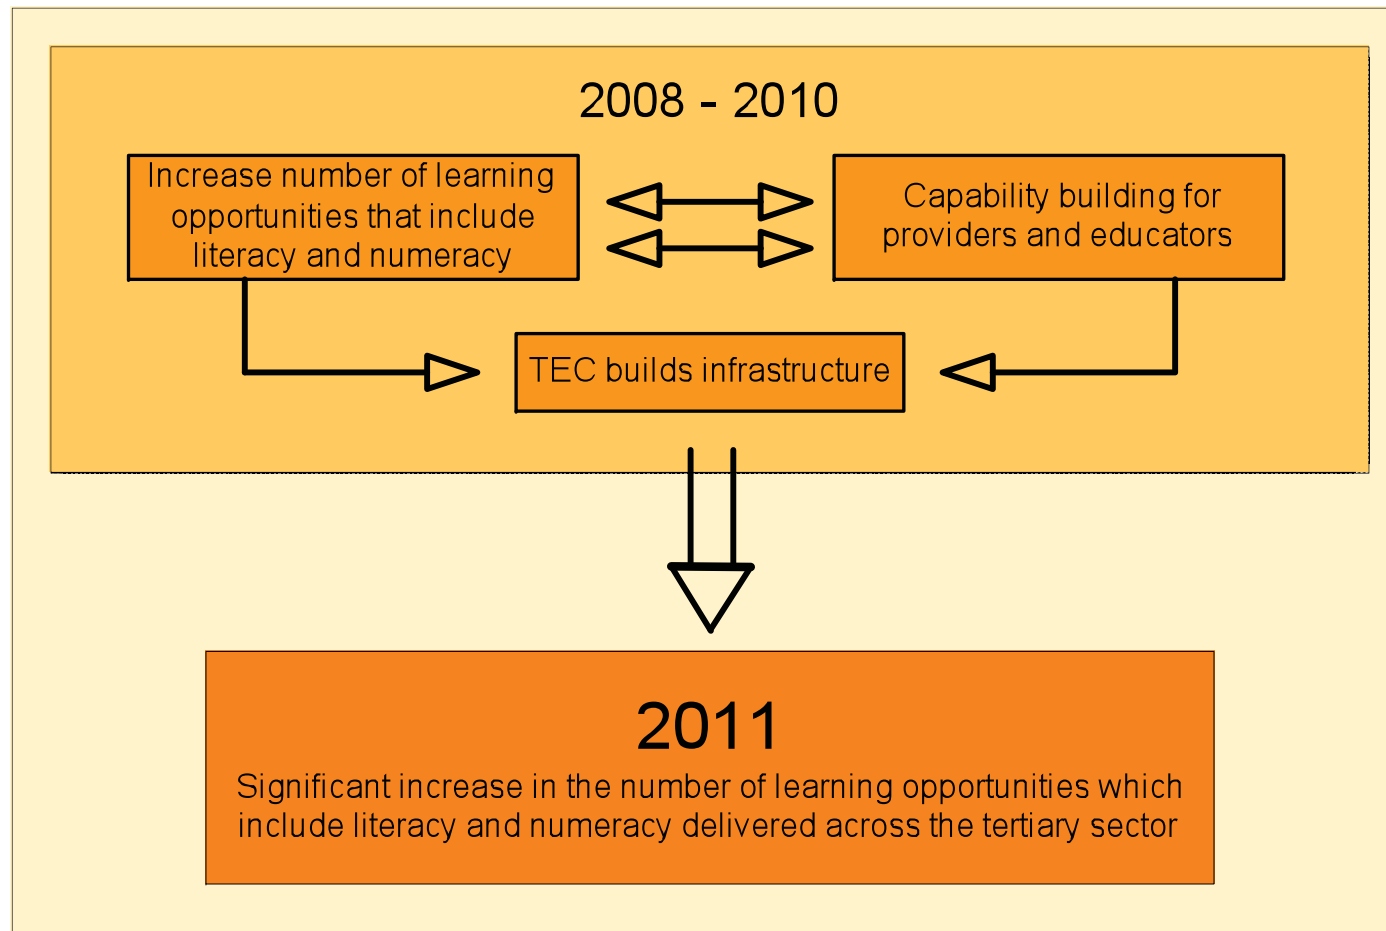 2008 - 2010
Increase number of learning
opportunities that include
literacy and numeracy
Capability building for
providers and educators
TEC builds infrastructure
2011
Significant increase in the number of learning opportunities which
include literacy and numeracy delivered across the tertiary sector